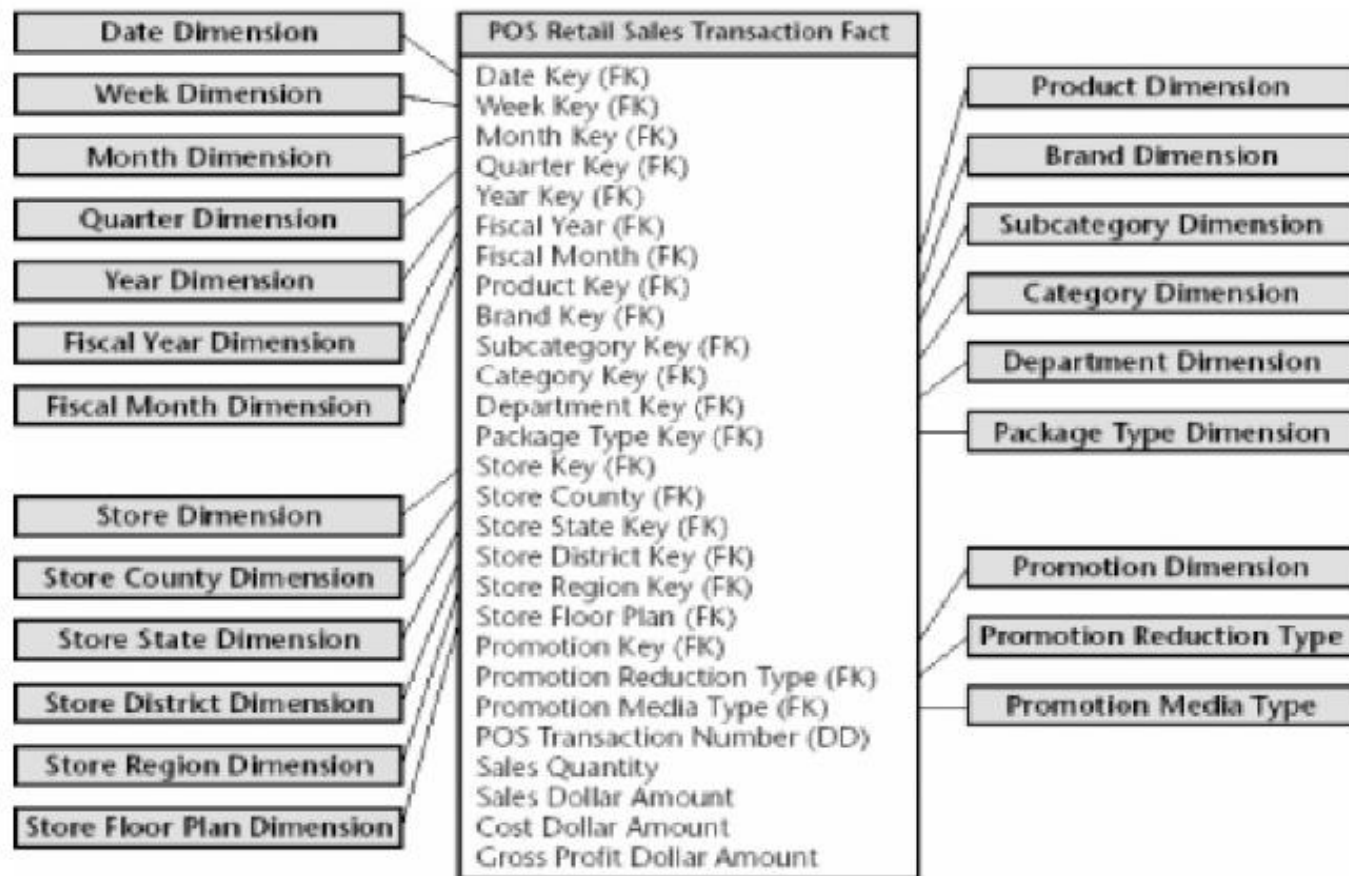 Date Dimension
Week Dimension
Month Dimension
Quarter Dimension
Year Dimension
Fiscal Year Dimension
Fiscal Month Dimension
Store Dimension
Store County Dimension
Store State Dimension
Store District Dimension
Store Region Dimension
Store Floor Plan Dimension
POS Retail Sales Transaction Fact
Date Key (FK)
Week Key (FK)
Month Key (FK)
Quarter Key (FK)
Year Key (FK)
Fiscal Year (FK)
Fiscal Month (FK)
Product Key (FK)
Brand Key (FK)
Subcategory Key (FK)
Category Key (FK)
Department Key (FK)
Package Type Key (FK)
Store Key (FK)
Store County (FK)
Store State Key (FK)
Store District Key (FK)
Store Region Key (FK)
Store Floor Plan (FK)
Promotion Key (FK)
Promotion Reduction Type (FK)
Promotion Media Type (FK)
POS Transaction Number (DD)
Sales Quantity
Sales Dollar Amount
Cost Dollar Amount
Gross Profit Dollar Amount
Product Dimension
Brand Dimension
Subcategory Dimension
Category Dimension
Department Dimension
Package Type Dimension
Promotion Dimension
Promotion Reduction Type
Promotion Media Type